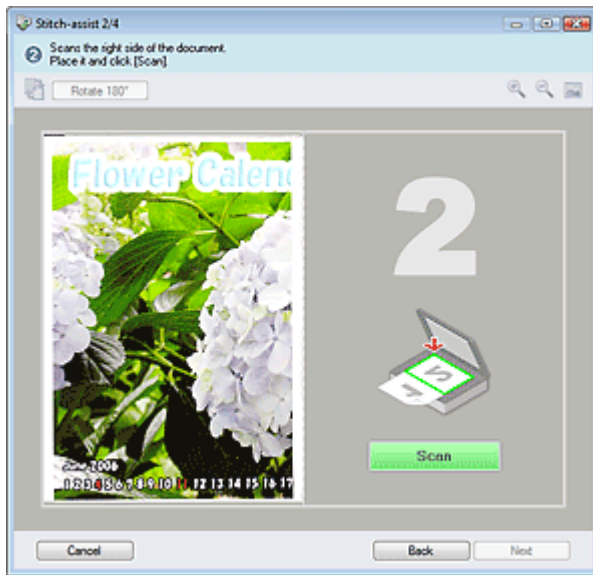 Stitch-assist 2/4
2 Scans the right side of the document.
Place it and click [Scan].
Rotate 180°
Flower Calend
2
June 2006
1 2 3 4 5 6 7 8 9 10 11 12 13 14 15 16 17
Scan
Cancel Back Next